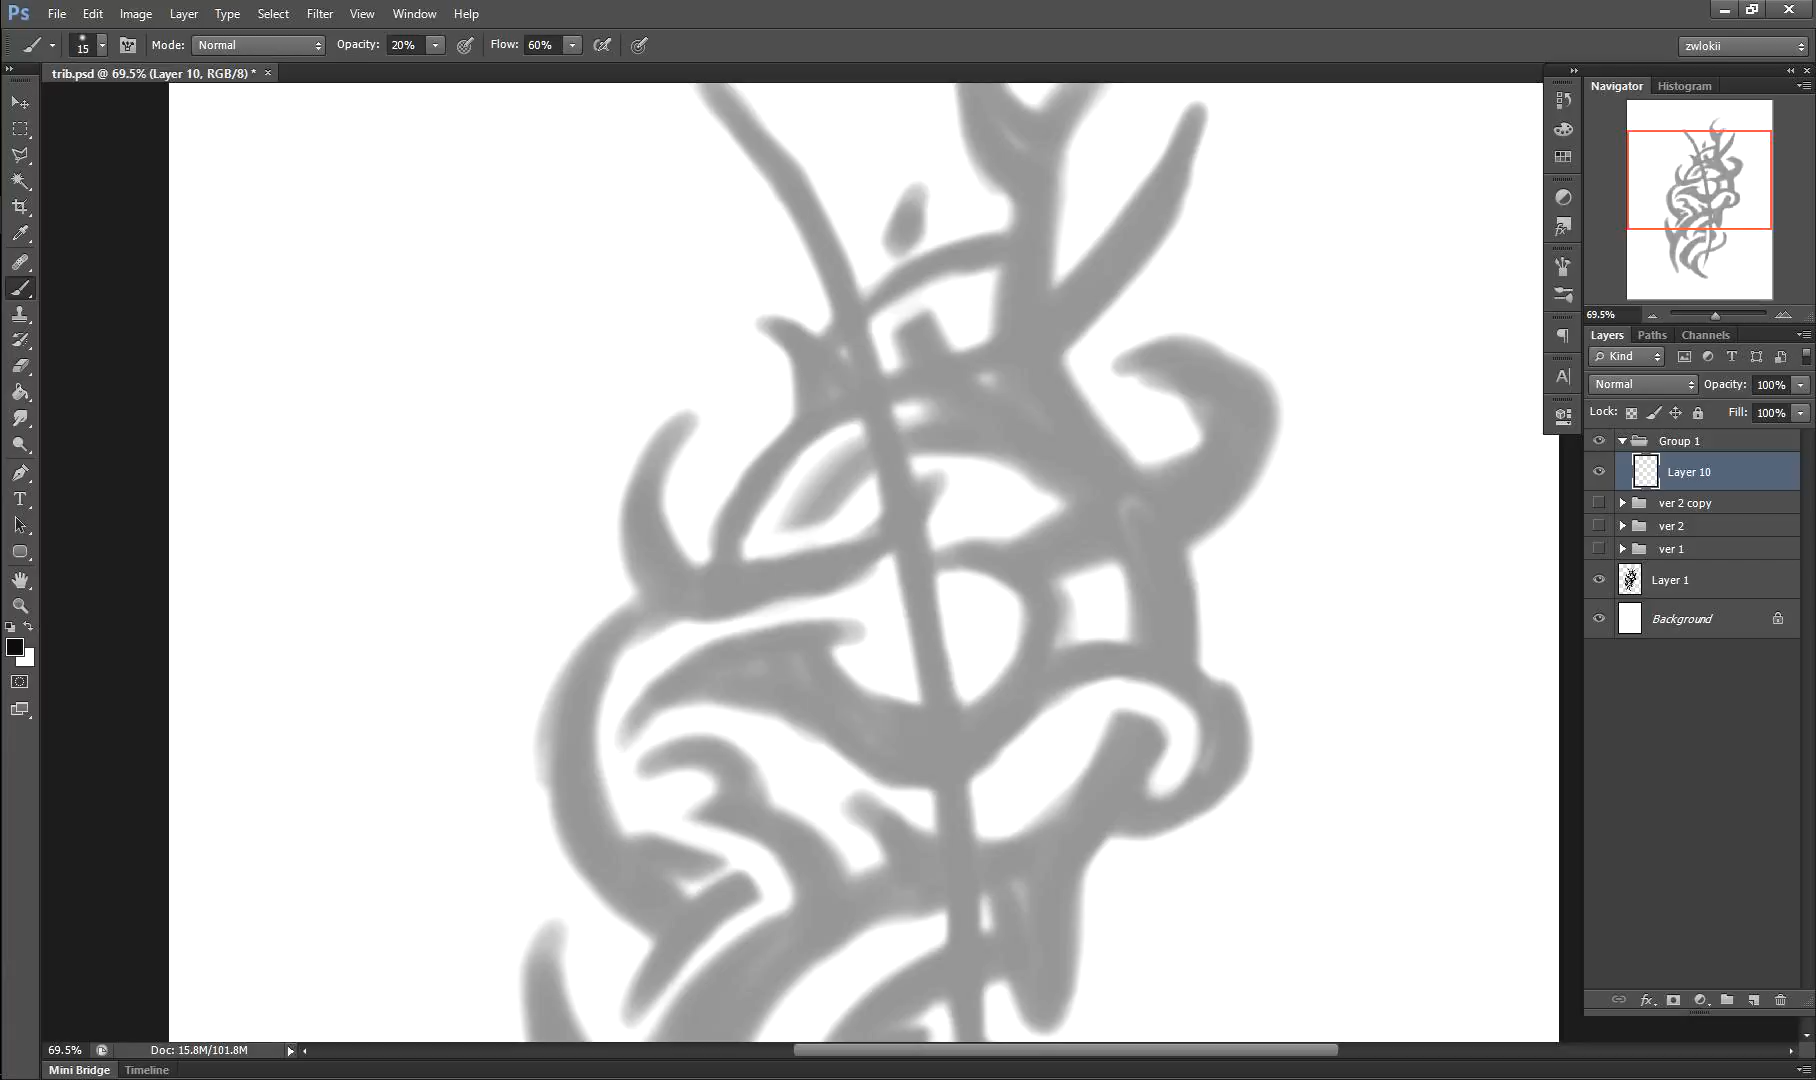 Ps File Edit Image Layer Type Select Filter View Window Help
15 Mode: Normal Opacity: 20% Flow: 60% zwlokii
trib.psd @ 69.5% (Layer 10, RGB/8) * ×
Navigator Histogram
69.5%
Layers Paths Channels
Kind
Normal Opacity: 100%
Lock: Fill: 100%
Group 1
Layer 10
ver 2 copy
ver 2
ver 1
Layer 1
Background
69.5% Doc: 15.8M/101.8M
Mini Bridge Timeline